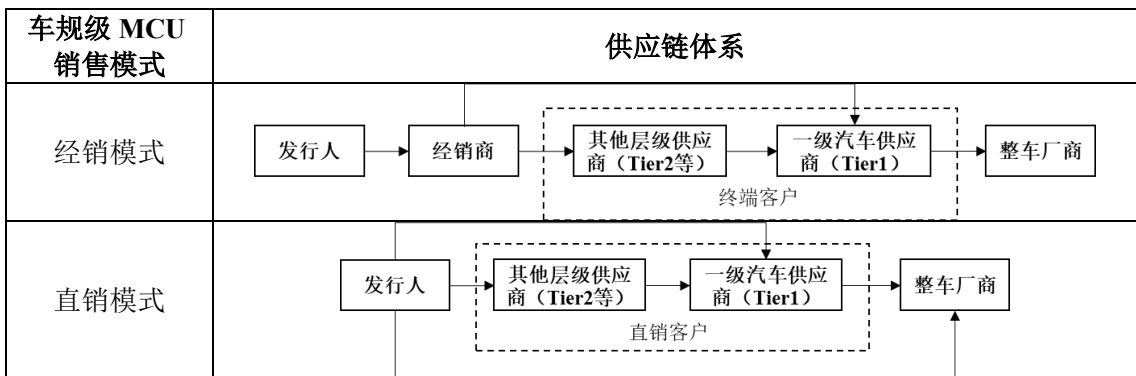 车规级 MCU
销售模式
供应链体系
经销模式
发行人
经销商
其他层级供应
商（Tier2等）
一级汽车供应
商（Tier1）
整车厂商
终端客户
直销模式
发行人
其他层级供应
商（Tier2等）
一级汽车供应
商（Tier1）
整车厂商
直销客户